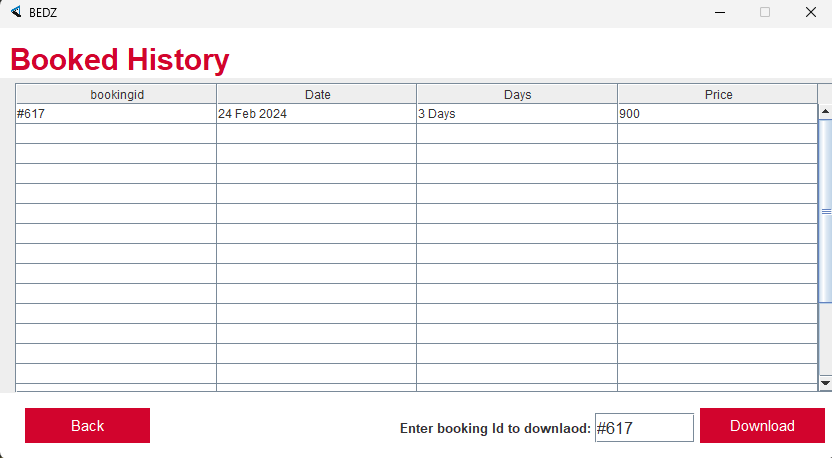 BEDZ
Booked History
bookingid Date Days Price
#617 24 Feb 2024 3 Days 900
Back Enter booking Id to downlaod: #617 Download